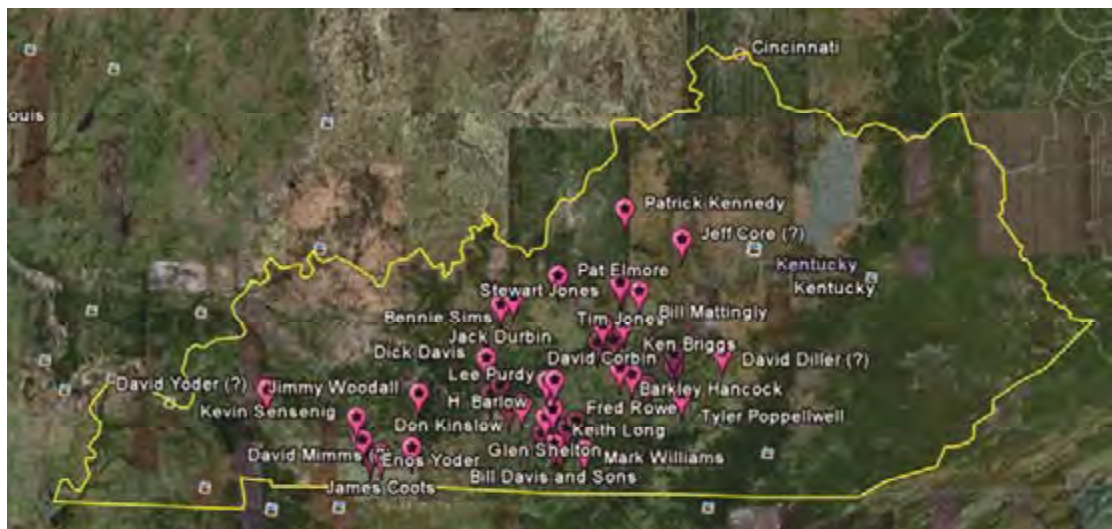 Cincinnati
ouis
Patrick Kennedy
Jeff Core (?)
Kentucky
Kentucky
Pat Elmore
Stewart Jones
Bennie Sims
Bill Mattingly
Tim Jones
Jack Durbin
Ken Briggs
Dick Davis
David Corbin
David Diller (?)
Lee Purdy
David Yoder (?)
Jimmy Woodall
Barkley Hancock
H. Barlow
Kevin Sensenig
Fred Rowe
Tyler Poppellwell
Don Kinslow
Keith Long
Glen Shelton
David Mimms (?)
Enos Yoder
Mark Williams
Bill Davis and Sons
James Coots